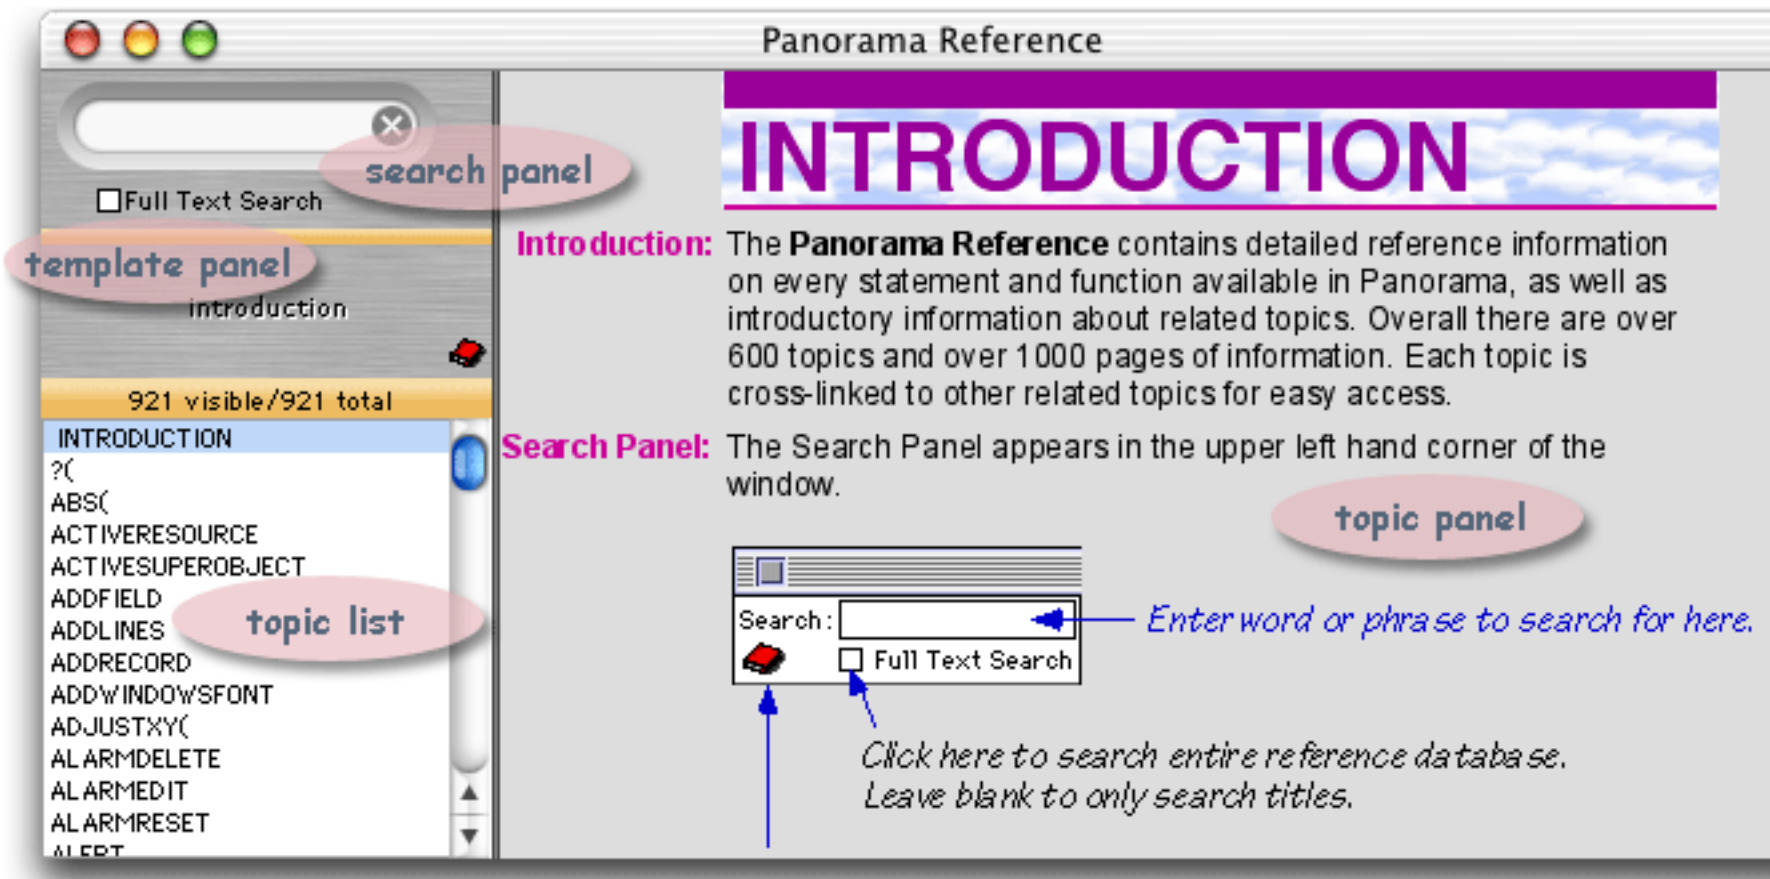 Panorama Reference
search panel
Full Text Search
template panel
introduction
921 visible/921 total
INTRODUCTION
?(
ABS(
ACTIVERESOURCE
ACTIVESUPEROBJECT
ADDFIELD
ADDLINES
ADDRECORD
ADDWINDOWSFONT
ADJUSTXY(
ALARMDELETE
ALARMEDIT
ALARMRESET
ALERT
topic list
INTRODUCTION
Introduction: The Panorama Reference contains detailed reference information
on every statement and function available in Panorama, as well as
introductory information about related topics. Overall there are over
600 topics and over 1000 pages of information. Each topic is
cross-linked to other related topics for easy access.
Search Panel: The Search Panel appears in the upper left hand corner of the
window.
topic panel
Search:
Enter word or phrase to search for here.
Full Text Search
Click here to search entire reference database.
Leave blank to only search titles.